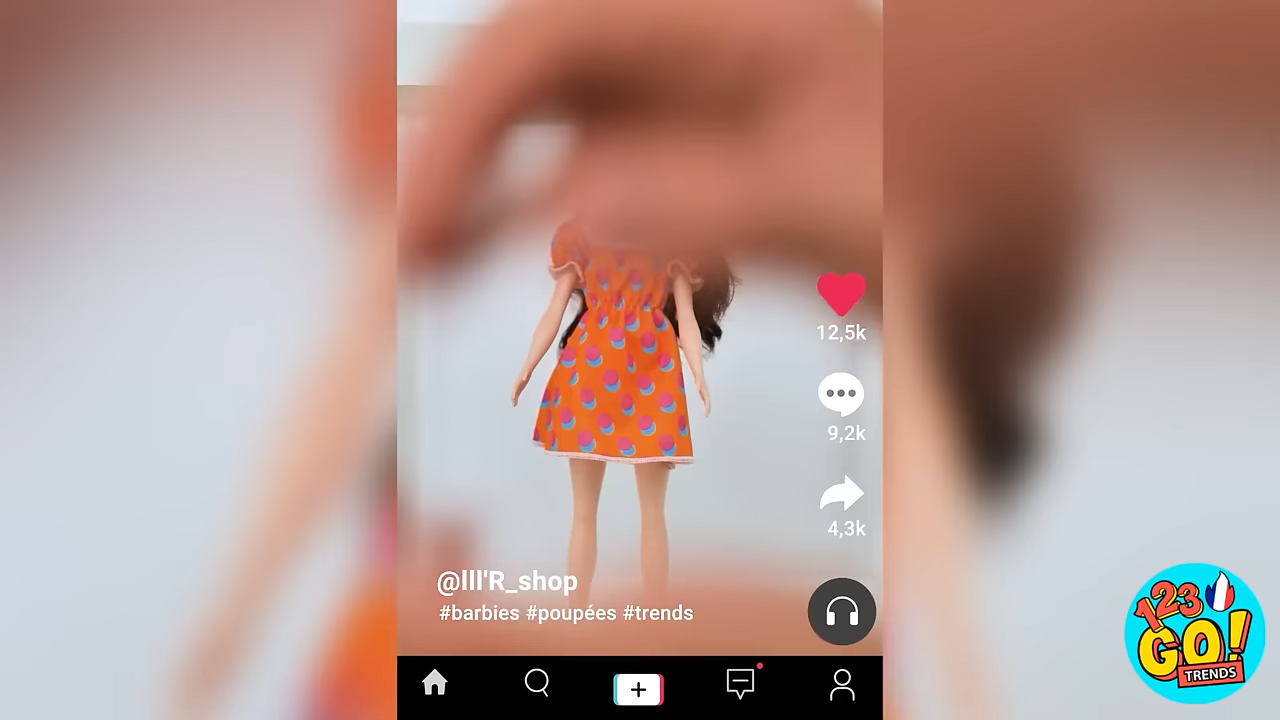 12,5k
9,2k
4,3k
@lll'R_shop
#barbies #poupées #trends
123
GO!
TRENDS